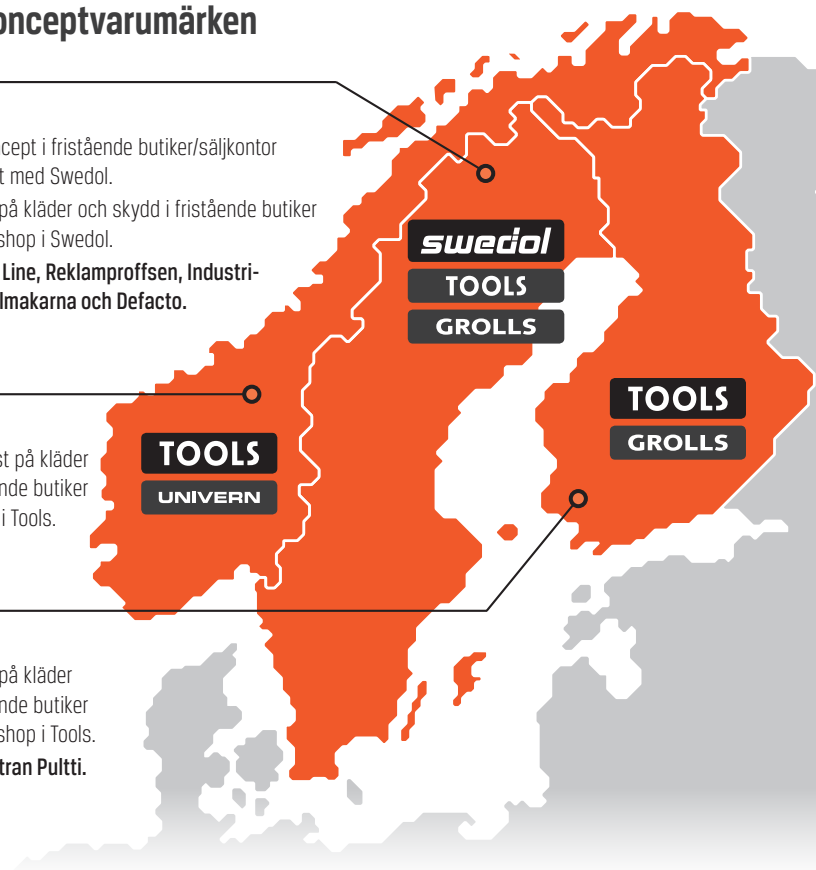 onceptvarumärken
cept i fristående butiker/säljkontor
t med Swedol.
på kläder och skydd i fristående butiker
shop i Swedol.
Line, Reklamproffsen, Industri-
lmakarna och Defacto.
swedol
TOOLS
GROLLS
TOOLS
GROLLS
TOOLS
UNIVERN
st på kläder
nde butiker
i Tools.
på kläder
nde butiker
shop i Tools.
tran Pultti.